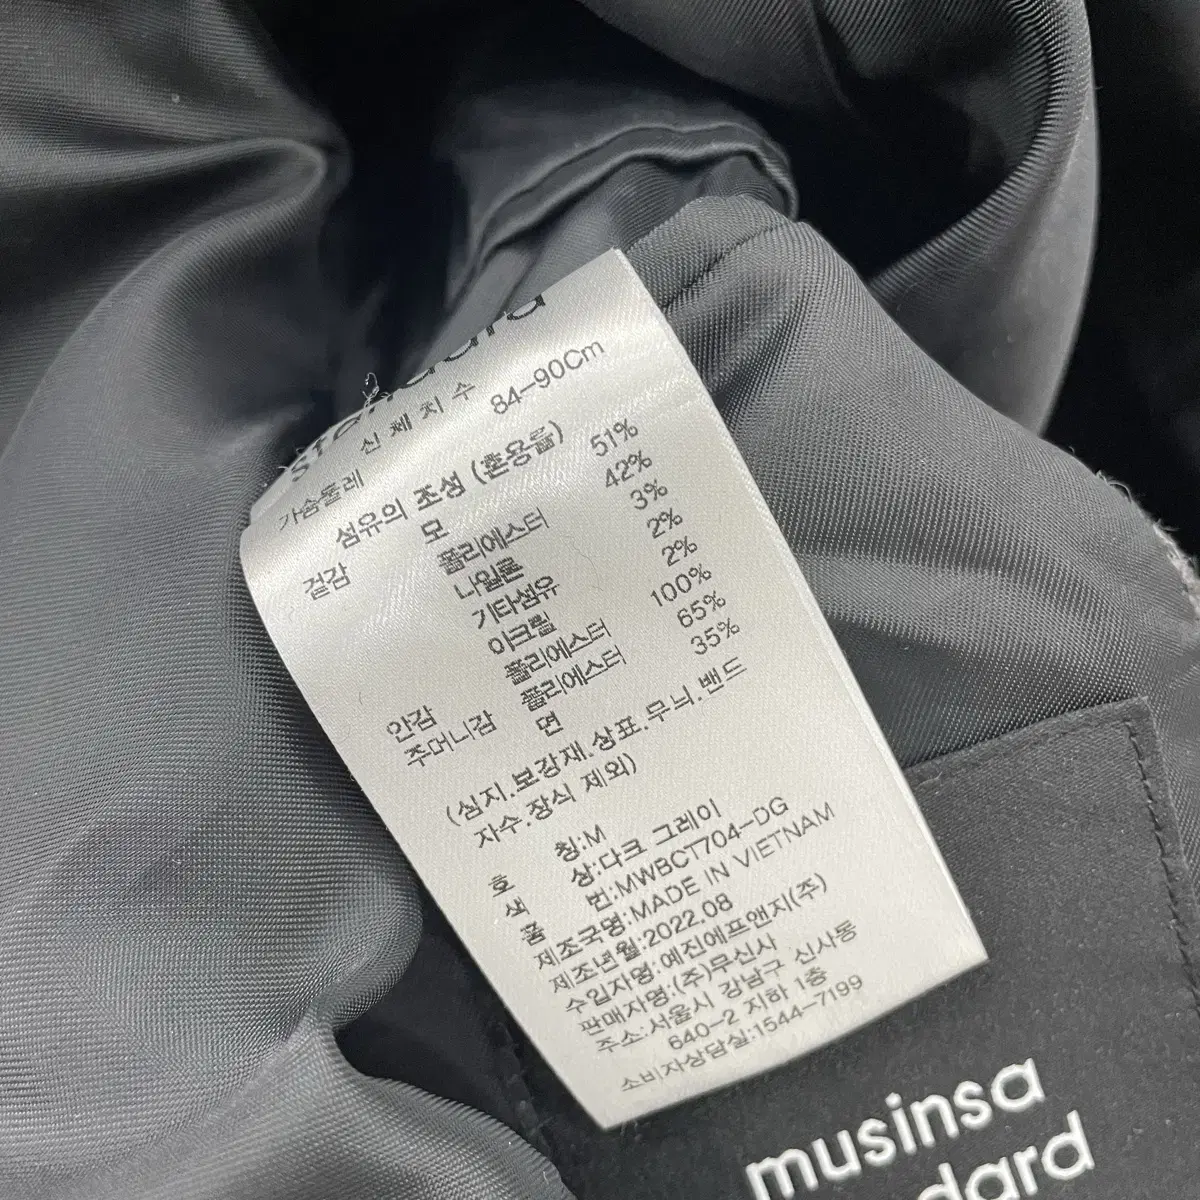 standard
신체치수
가슴둘레 84-90Cm
섬유의 조성 (혼용률)
겉감 모 51%
폴리에스터 42%
나일론 3%
기타섬유 2%
아크릴 2%
안감 폴리에스터 100%
주머니감 폴리에스터 65%
면 35%
(심지.보강재.상표.무늬.밴드
자수.장식 제외)
호 칭:M
색 상:다크 그레이
품 번:MWBCT704-DG
제조국명:MADE IN VIETNAM
제조년월:2022.08
수입자명:예진에프앤지(주)
판매자명:(주)무신사
주소:서울시 강남구 신사동
640-2 지하 1층
소비자상담실:1544-7199
musinsa
dard